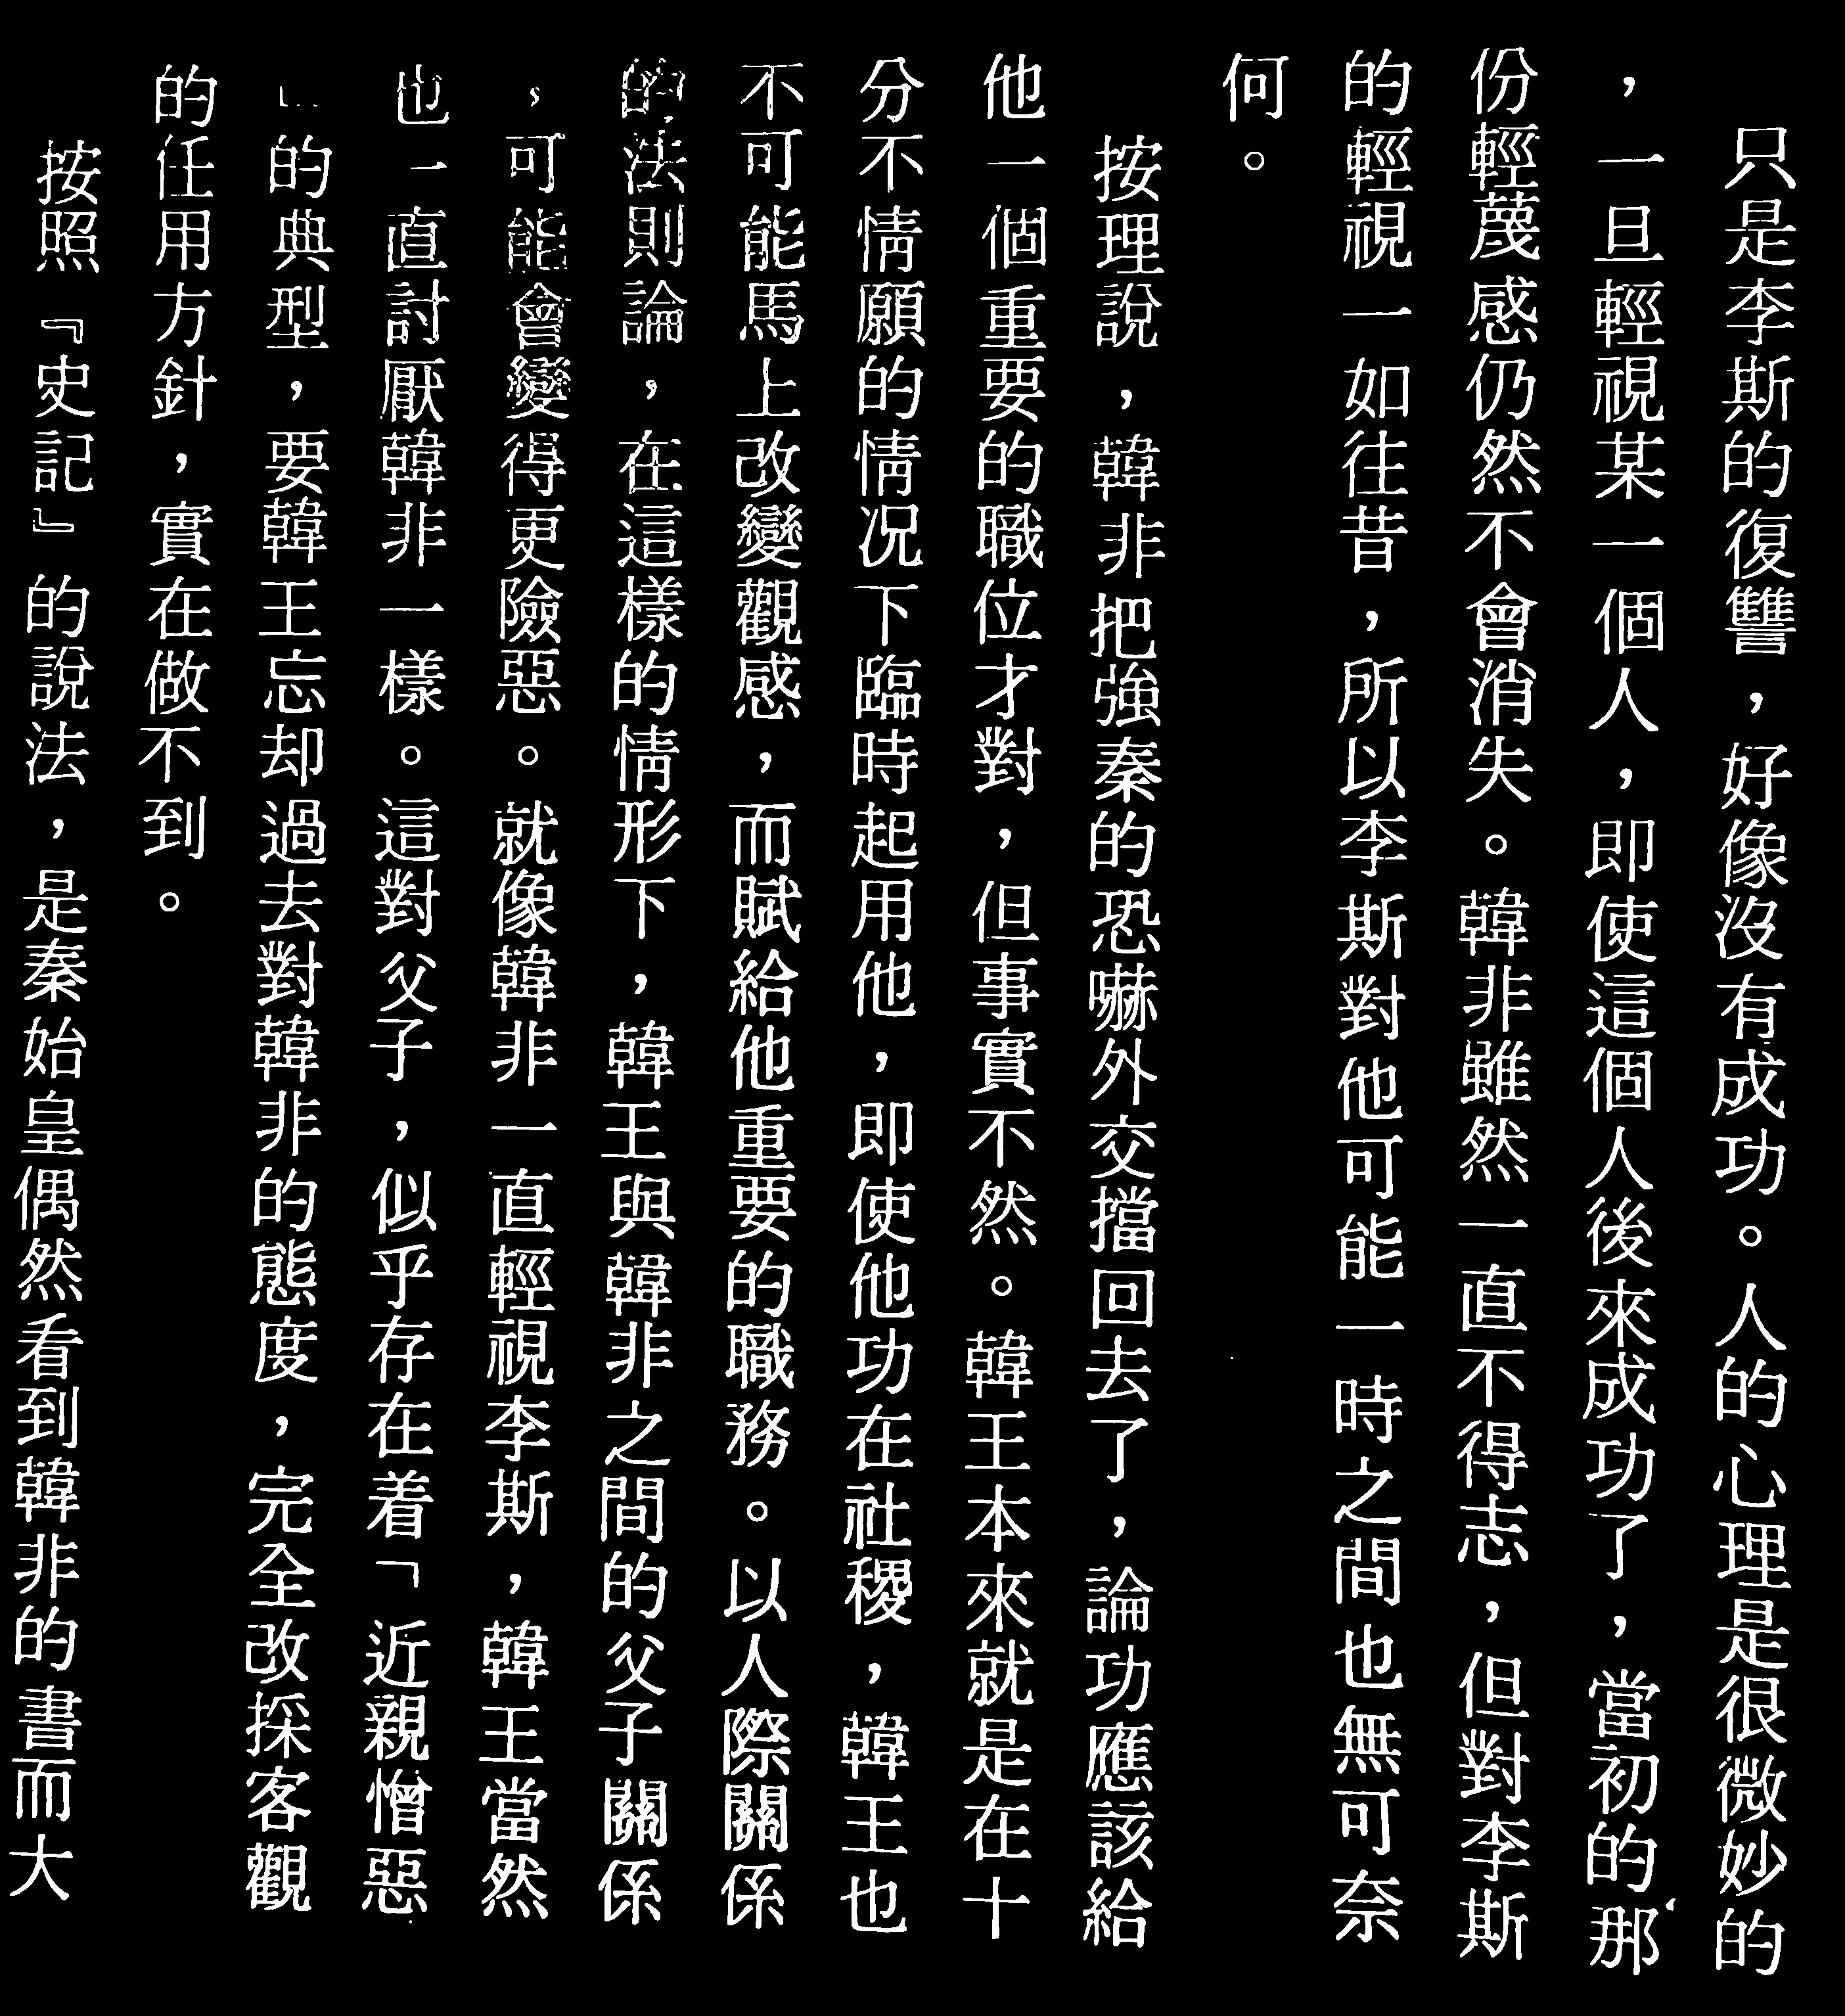 只是李斯的復讐，好像沒有成功。人的心理是很微妙的
，一旦輕視某一個人，即使這個人後來成功了，當初的那
份輕蔑感仍然不會消失。韓非雖然一直不得志，但對李斯
的輕視一如往昔，所以李斯對他可能一時之間也無可奈
何。
按理說，韓非把強秦的恐嚇外交擋回去了，論功應該給
他一個重要的職位才對，但事實不然。韓王本來就是在十
分不情願的情況下臨時起用他，即使他功在社稷，韓王也
不可能馬上改變觀感，而賦給他重要的職務。以人際關係
的法則論，在這樣的情形下，韓王與韓非之間的父子關係
，可能會變得更險惡。就像韓非一直輕視李斯，韓王當然
也一直討厭韓非一樣。這對父子，似乎存在着「近親憎惡
」的典型，要韓王忘却過去對韓非的態度，完全改採客觀
的任用方針，實在做不到。
按照『史記』的說法，是秦始皇偶然看到韓非的書而大